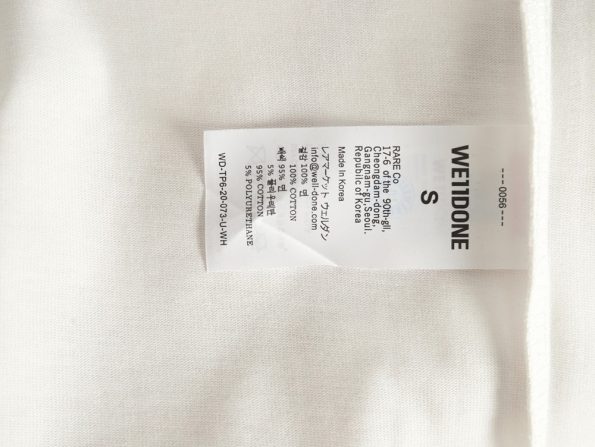 ---0056---
WE11DONE
S
RARE Co
17-6 of the 90th-gil,
Cheongdam-dong,
Gangnam-gu, Seoul.
Republic of Korea
Made In Korea
レアマーケット ウェルダン
info@well-done.com
겉감 100% 면
100% COTTON
배색 95% 면
5% 폴리우레탄
95% COTTON
5% POLYURETHANE
WD-TP6-20-073-U-WH